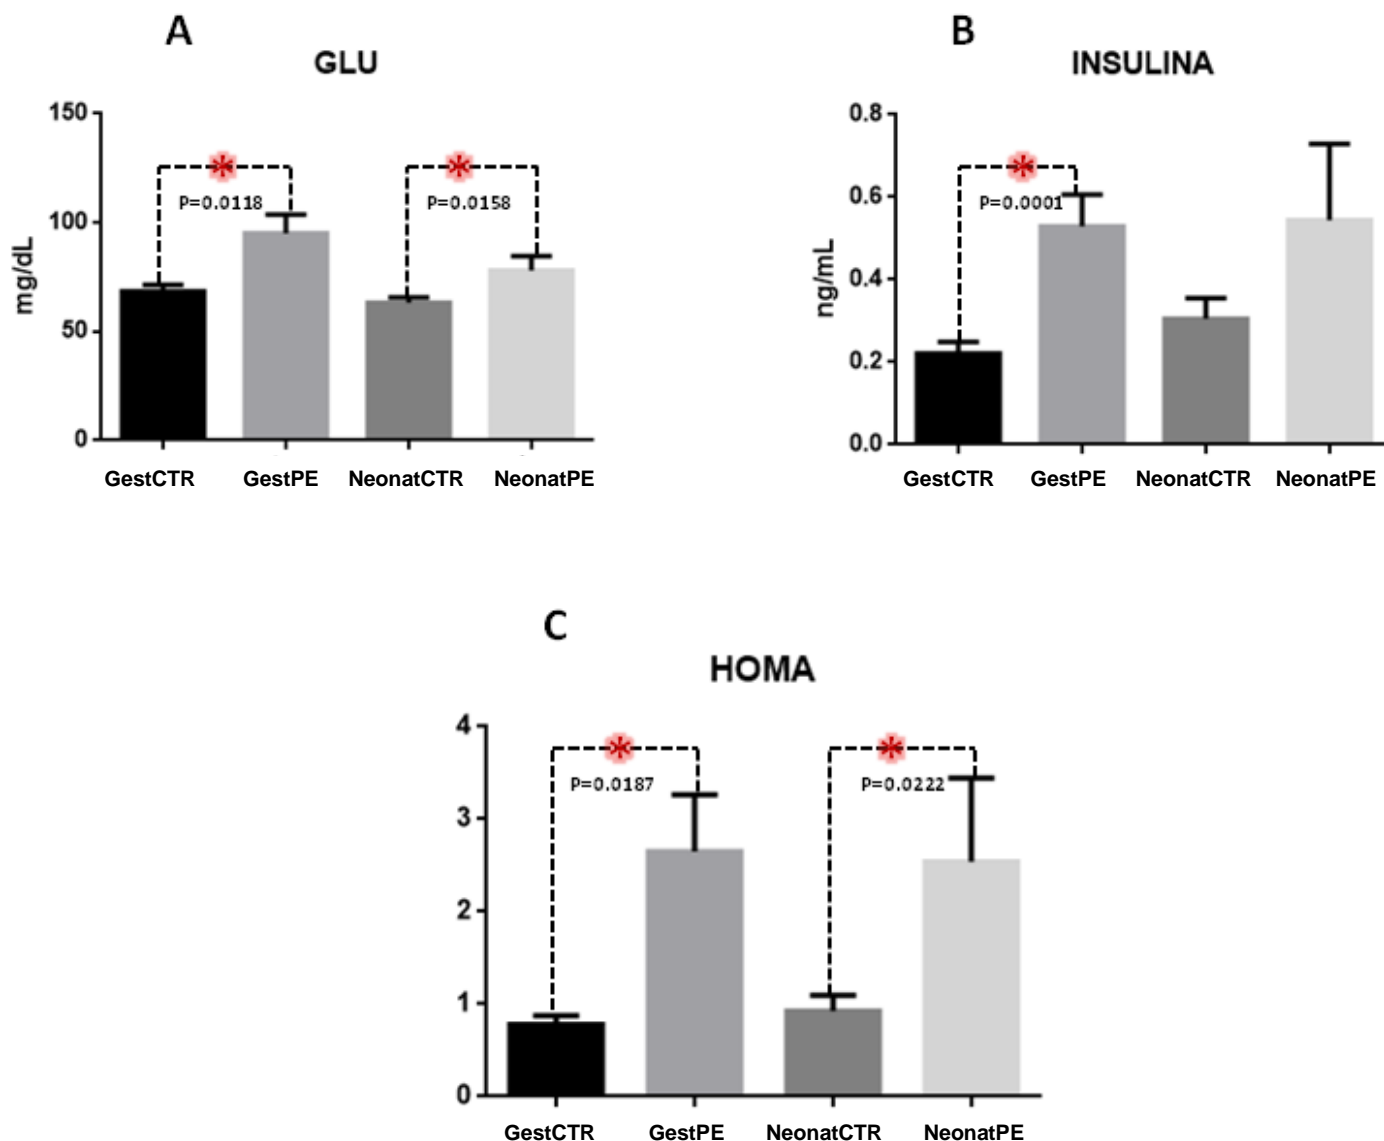 A
GLU
150
100
50
0
mg/dL
P=0.0118
P=0.0158
GestCTR GestPE NeonatCTR NeonatPE
B
INSULINA
0.8
0.6
0.4
0.2
0.0
ng/mL
P=0.0001
GestCTR GestPE NeonatCTR NeonatPE
C
HOMA
4
3
2
1
0
P=0.0187
P=0.0222
GestCTR GestPE NeonatCTR NeonatPE